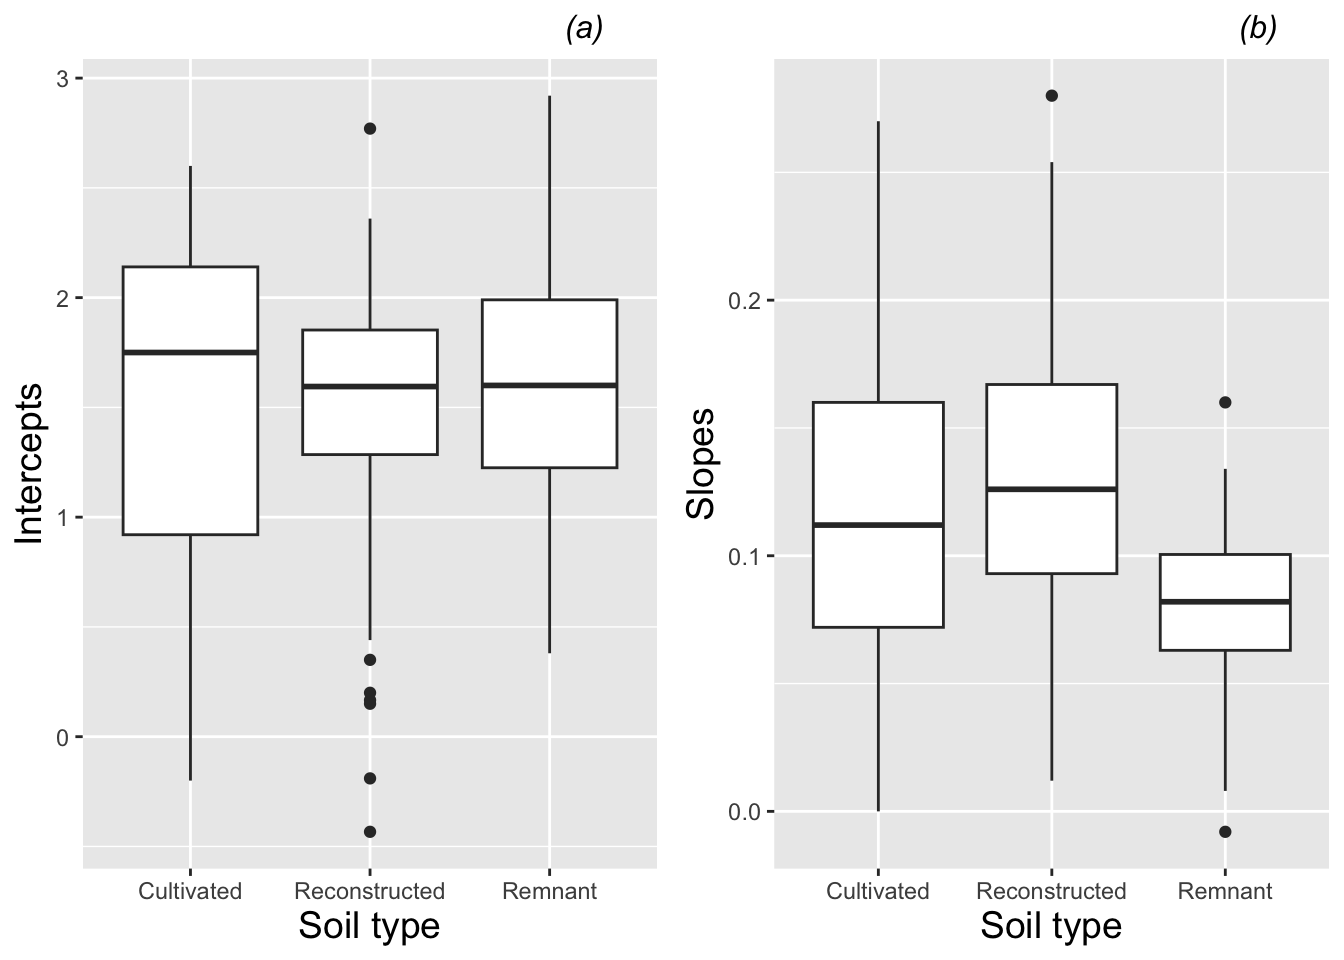 (a)
Intercepts
3
2
1
0
Cultivated Reconstructed Remnant
Soil type
(b)
Slopes
0.2
0.1
0.0
Cultivated Reconstructed Remnant
Soil type